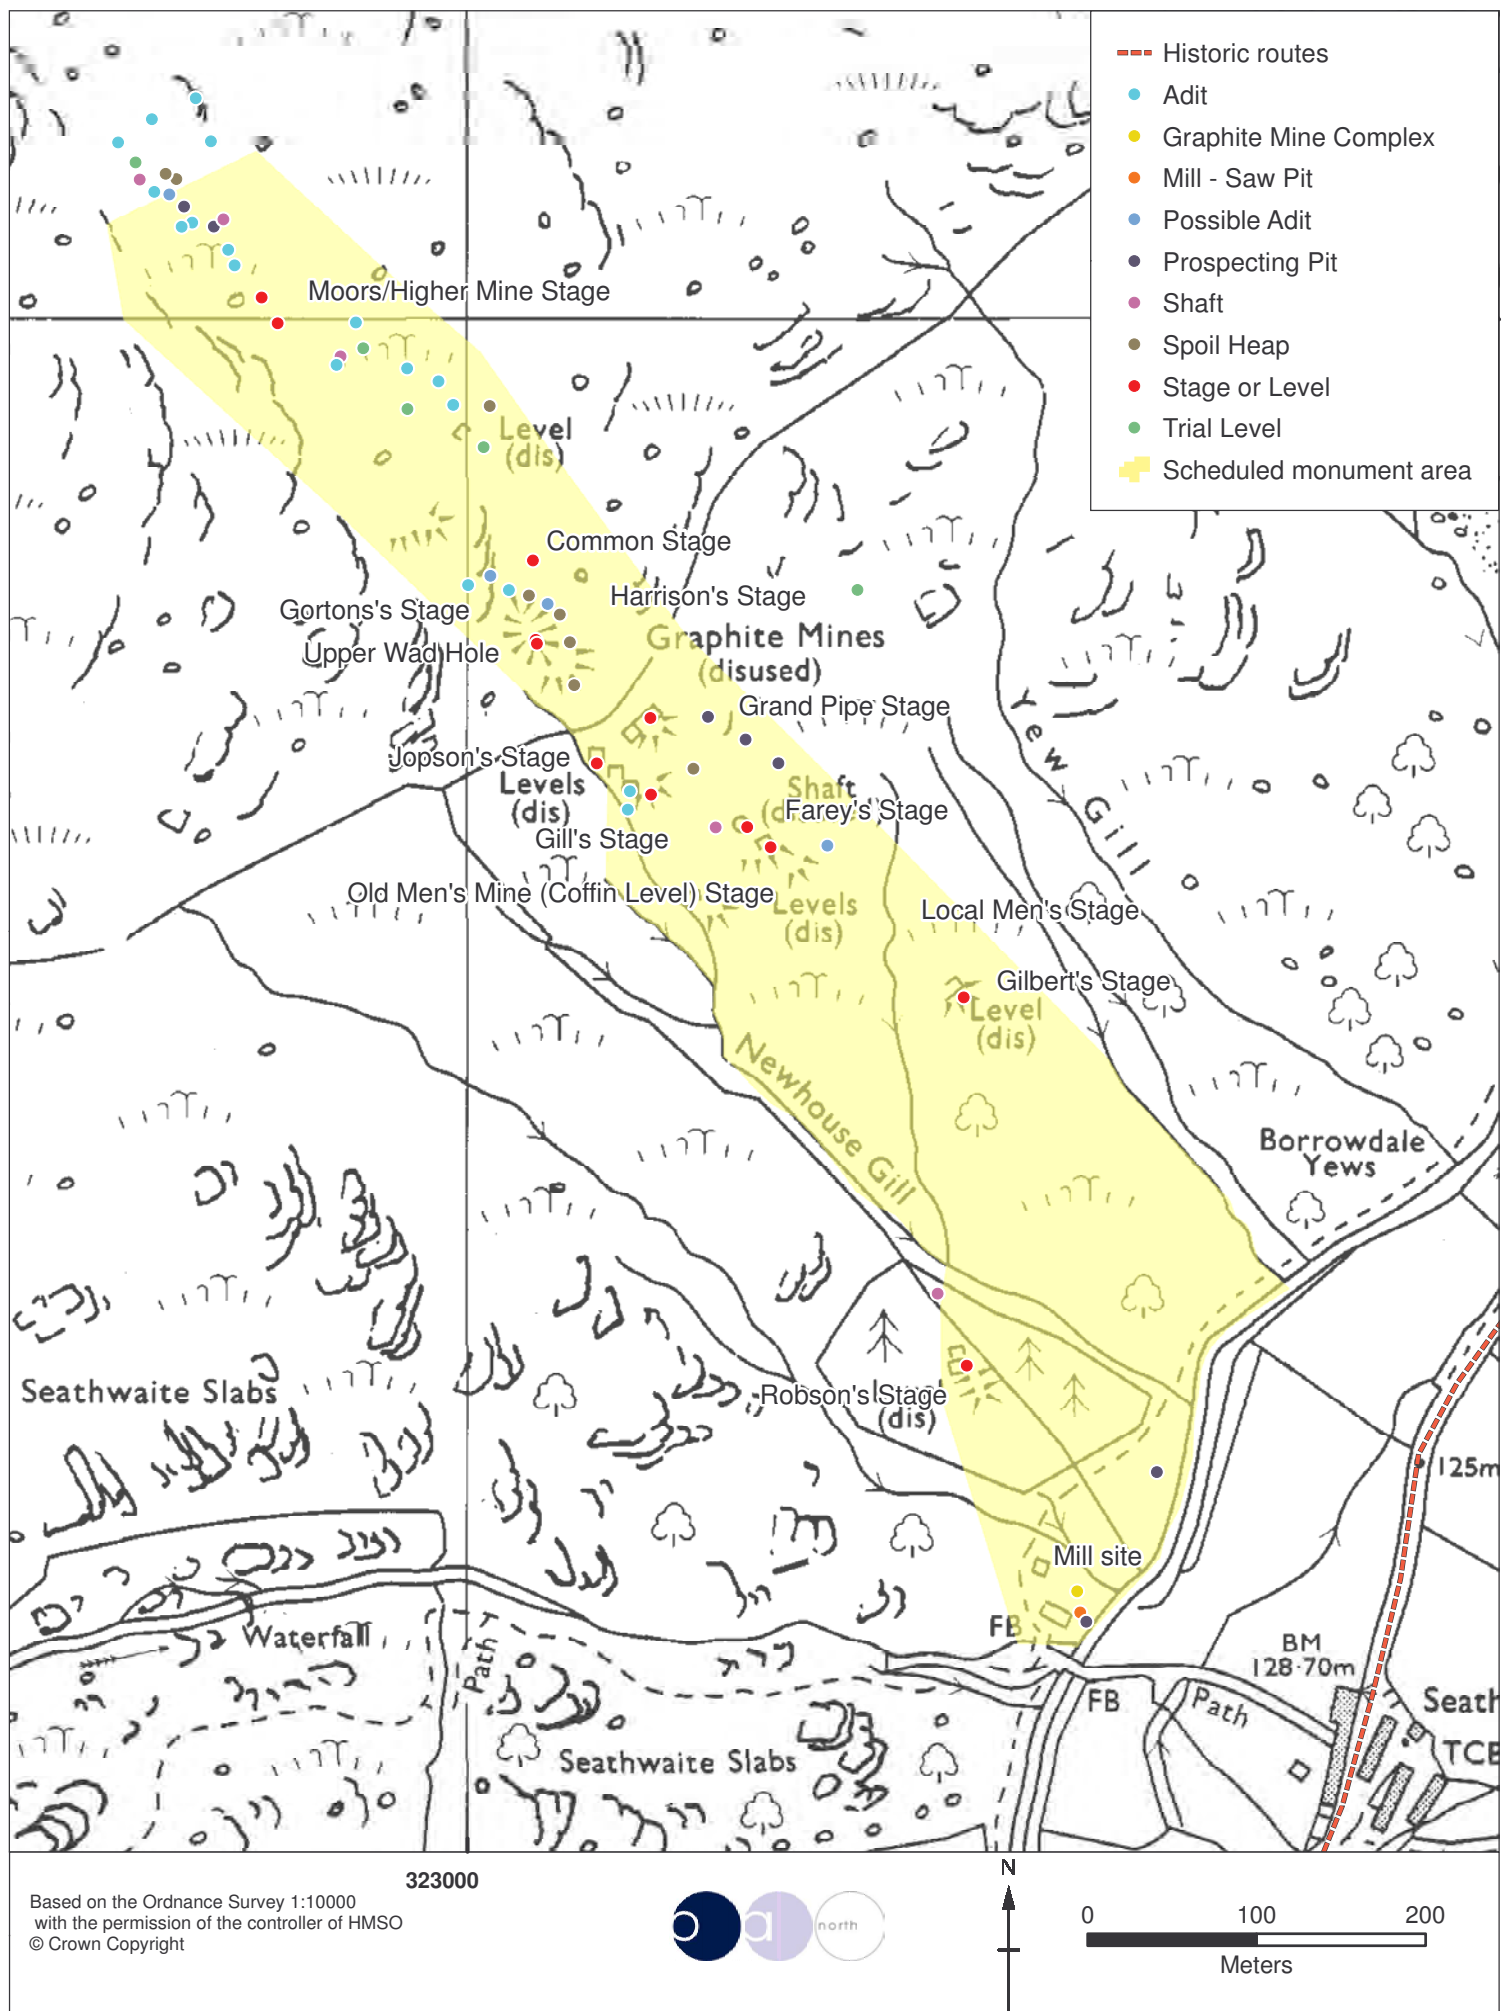 Historic routes
Adit
Graphite Mine Complex
Mill - Saw Pit
Possible Adit
Prospecting Pit
Shaft
Spoil Heap
Stage or Level
Trial Level
Scheduled monument area
Moors/Higher Mine Stage
Level
(dis)
Common Stage
Harrison's Stage
Gortons's Stage
Graphite Mines
(disused)
Upper Wad Hole
Grand Pipe Stage
Yew Gill
Jopson's Stage
Levels
(dis)
Shaft
Farey's Stage
Gill's Stage
Old Men's Mine (Coffin Level) Stage
Levels
(dis)
Local Men's Stage
Gilbert's Stage
Level
(dis)
Newhouse Gill
Borrowdale
Yews
Seathwaite Slabs
Robson's Stage
(dis)
125m
Mill site
FB
Waterfall
Path
BM
128·70m
FB
Path
Seath
TCB
Seathwaite Slabs
323000
Based on the Ordnance Survey 1:10000
with the permission of the controller of HMSO
© Crown Copyright
o a north
N
0 100 200
Meters